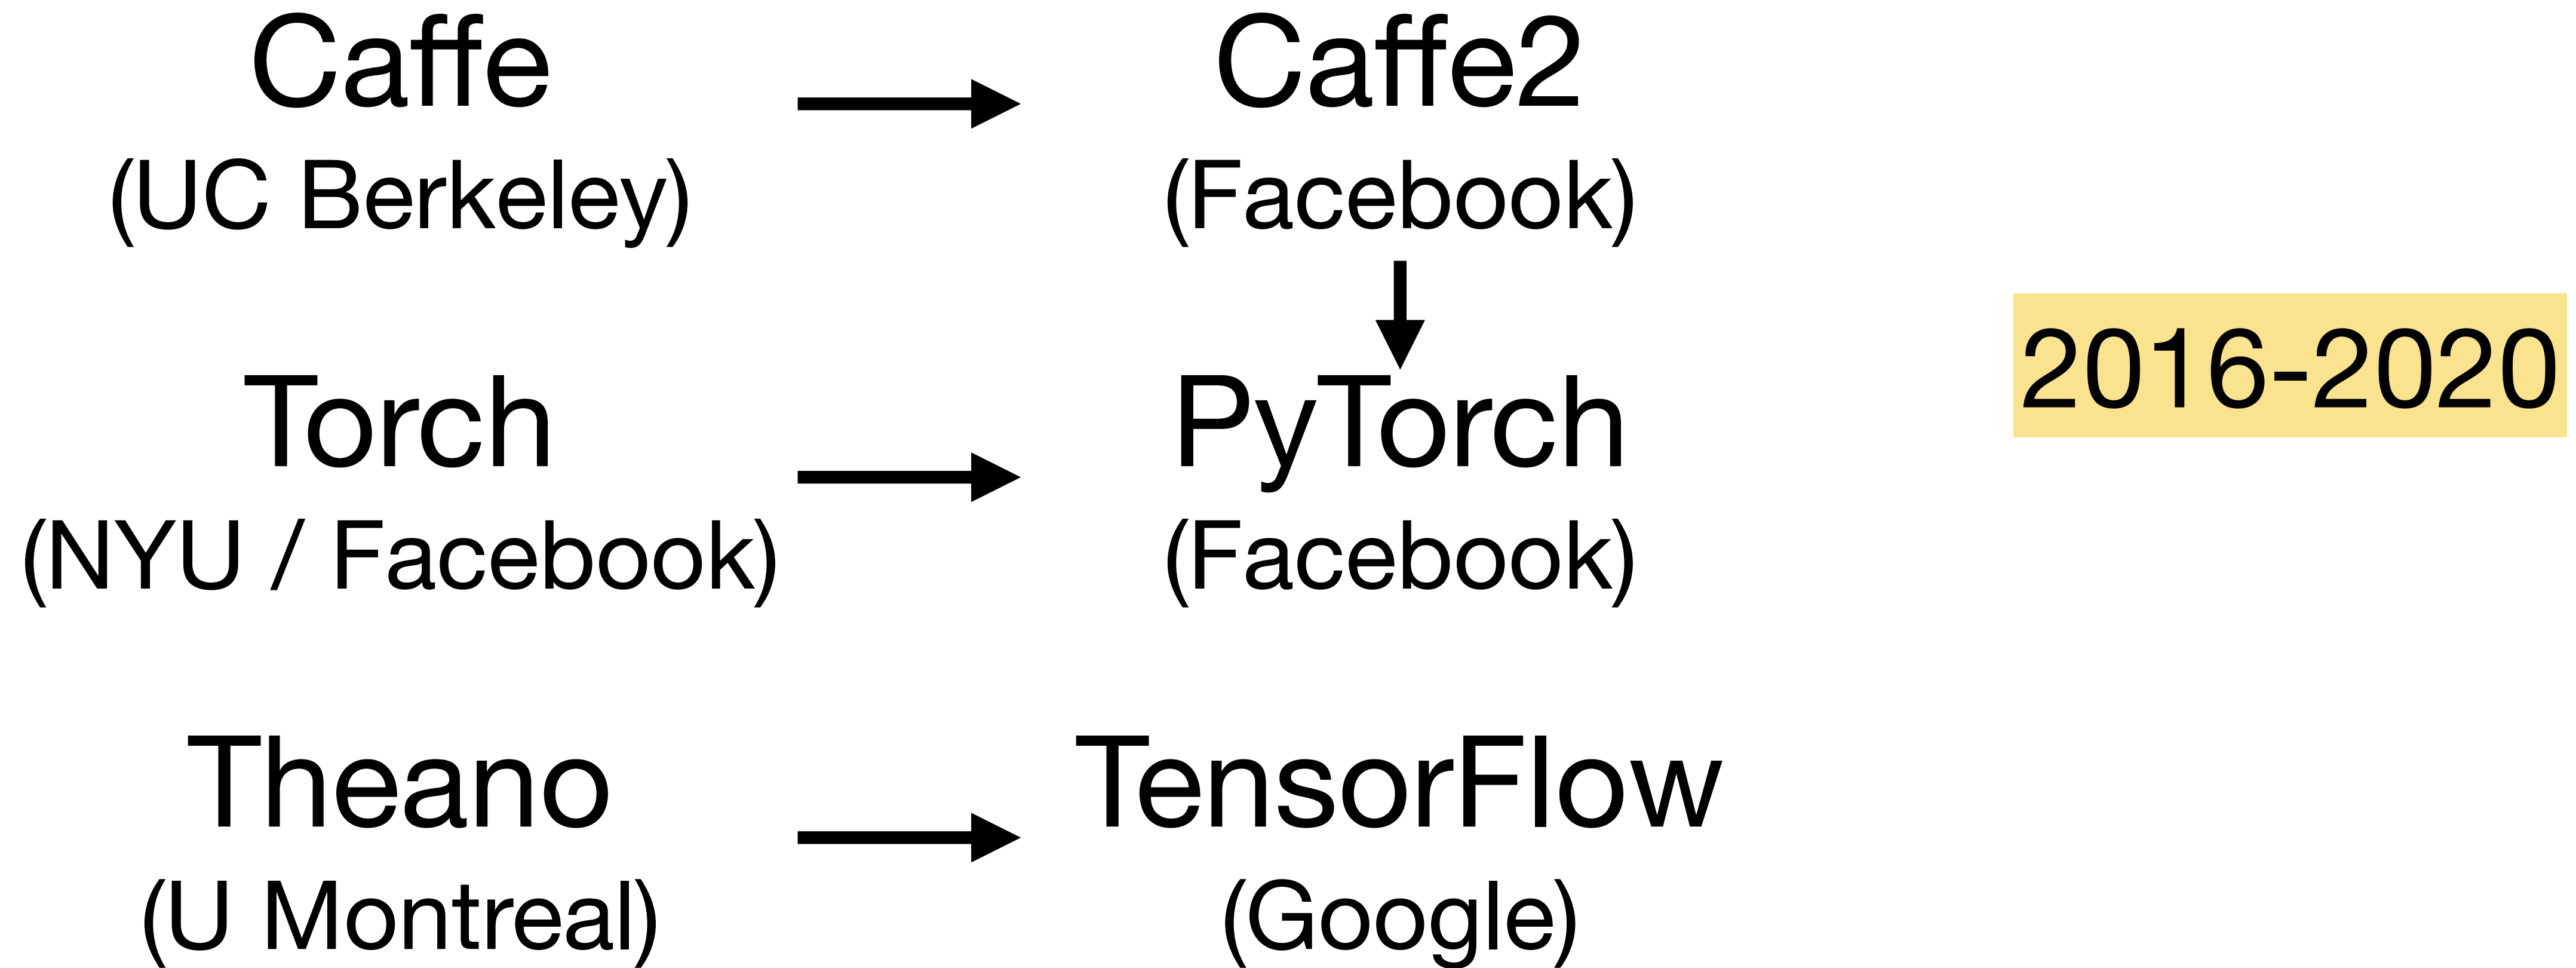 Caffe
(UC Berkeley)
Caffe2
(Facebook)
Torch
(NYU / Facebook)
PyTorch
(Facebook)
2016-2020
Theano
(U Montreal)
TensorFlow
(Google)